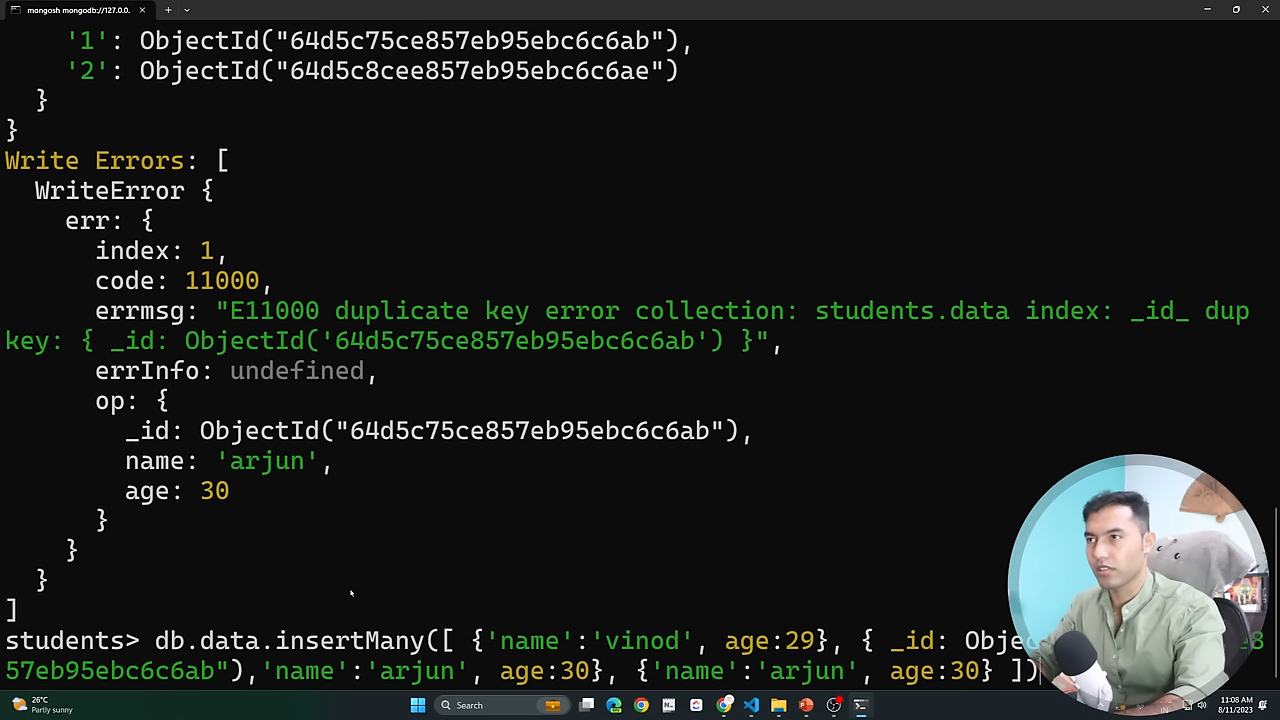 mongosh mongodb://127.0.0.
'1': ObjectId("64d5c75ce857eb95ebc6c6ab"),
'2': ObjectId("64d5c8cee857eb95ebc6c6ae")
}
}
Write Errors: [
WriteError {
err: {
index: 1,
code: 11000,
errmsg: "E11000 duplicate key error collection: students.data index: _id_ dup
key: { _id: ObjectId('64d5c75ce857eb95ebc6c6ab') }",
errInfo: undefined,
op: {
_id: ObjectId("64d5c75ce857eb95ebc6c6ab"),
name: 'arjun',
age: 30
}
}
}
]
students> db.data.insertMany([ {'name':'vinod', age:29}, { _id:
57eb95ebc6c6ab"),'name':'arjun', age:30}, {'name':'arjun', age:30} ])
26°C
Partly sunny
Search
IN
11:08 AM
8/11/2023